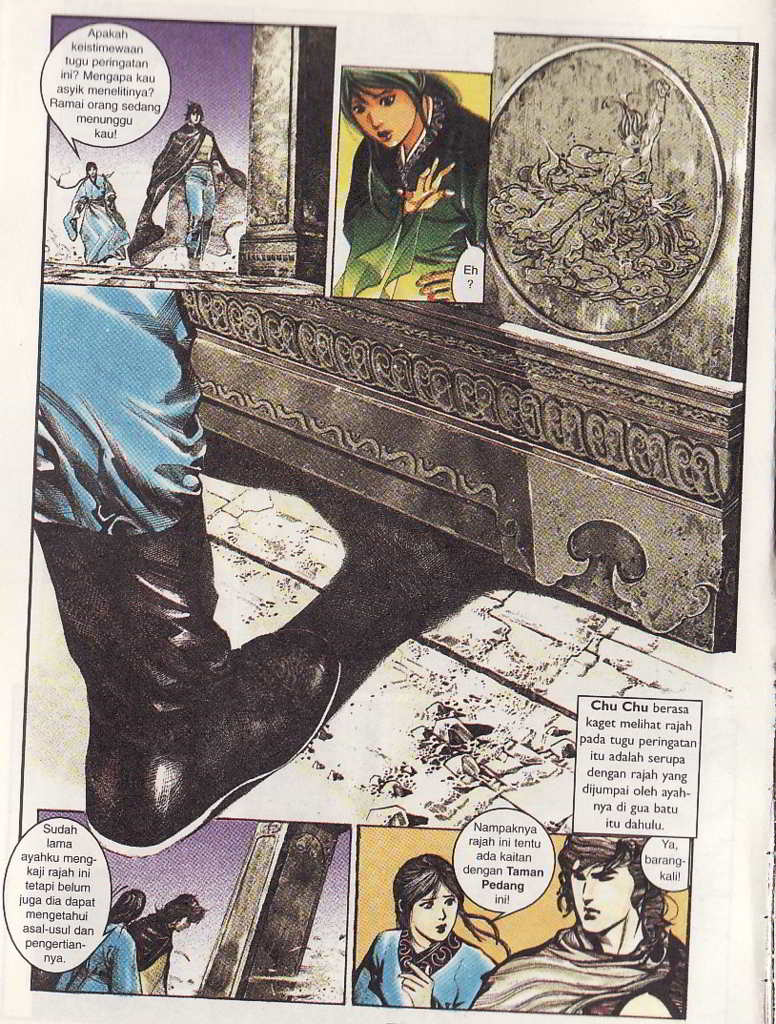 Apakah
keistimewaan
tugu peringatan
ini? Mengapa kau
asyik menelitinya?
Ramai orang sedang
menunggu
kau!
Eh
?
Chu Chu berasa
kaget melihat rajah
pada tugu peringatan
itu adalah serupa
dengan rajah yang
dijumpai oleh ayah-
nya di gua batu
itu dahulu.
Sudah
lama
ayahku meng-
kaji rajah ini
tetapi belum
juga dia dapat
mengetahui
asal-usul dan
pengertian-
nya.
Nampaknya
rajah ini tentu
ada kaitan
dengan Taman
Pedang
ini!
Ya,
barang-
kali!